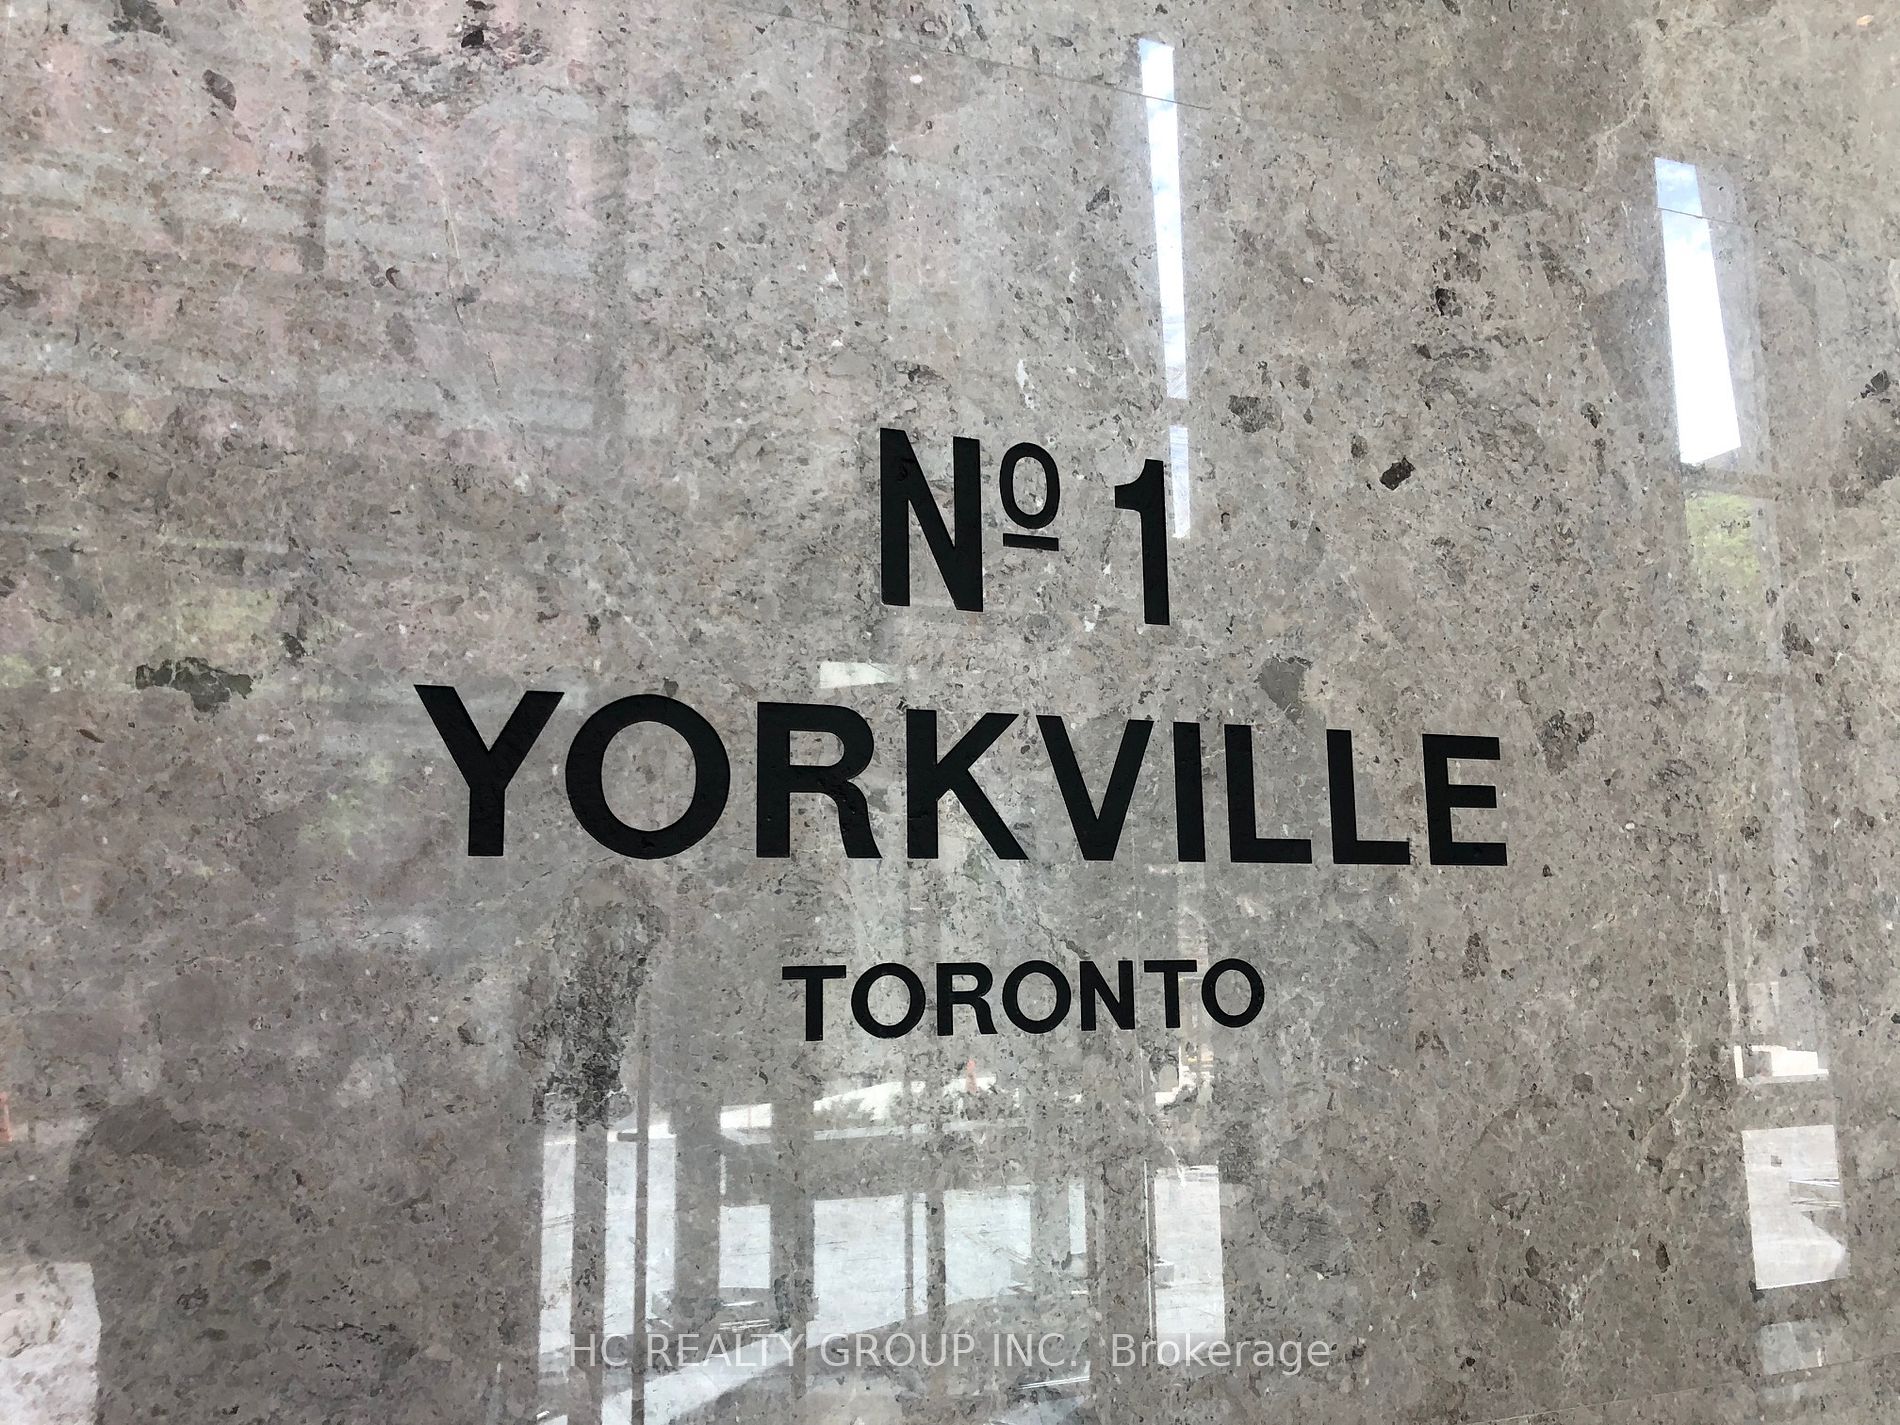 Nº 1
YORKVILLE
TORONTO
HC REALTY GROUP INC. Brokerage